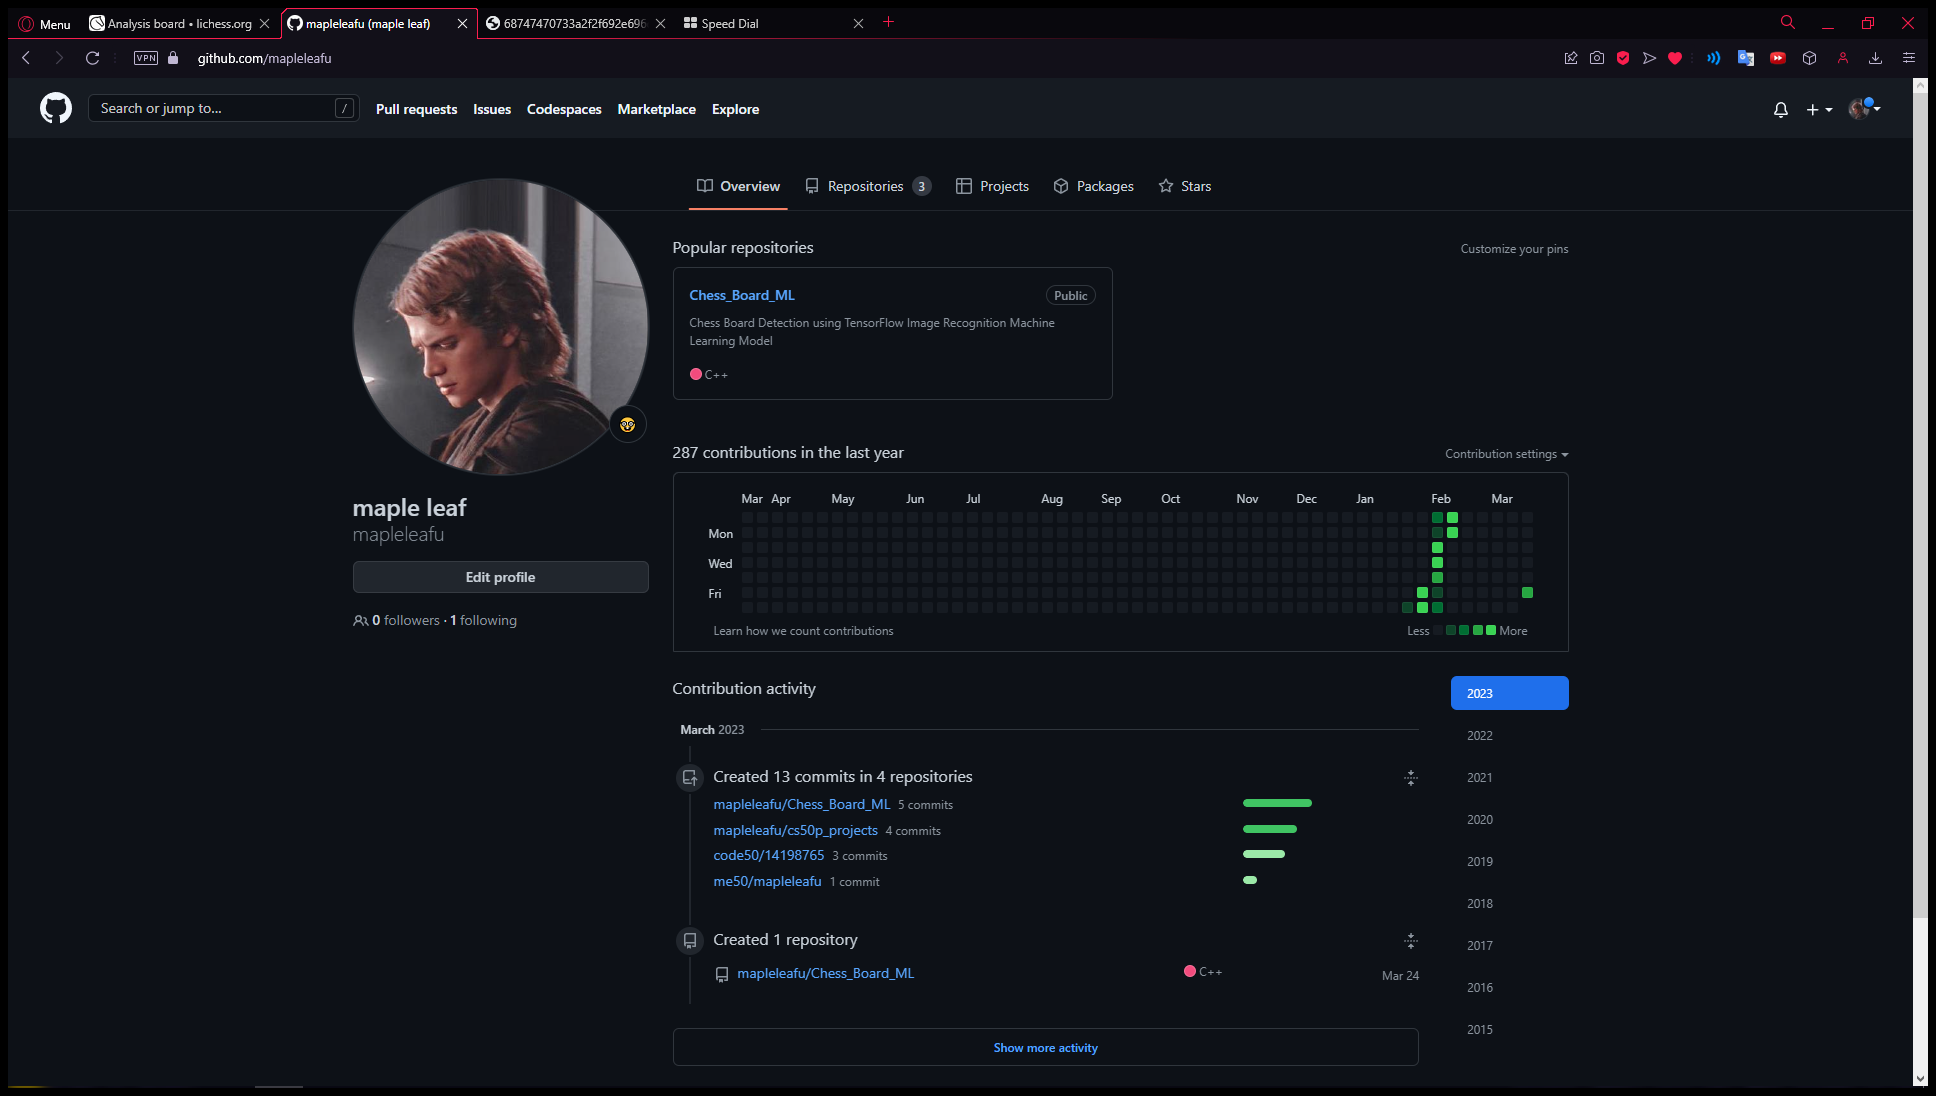 Menu
Analysis board • lichess.org
mapleleafu (maple leaf)
68747470733a2f2f692e696
Speed Dial
VPN
github.com/mapleleafu
Search or jump to...
/
Pull requests
Issues
Codespaces
Marketplace
Explore
Overview
Repositories 3
Projects
Packages
Stars
Popular repositories
Customize your pins
Chess_Board_ML
Public
Chess Board Detection using TensorFlow Image Recognition Machine
Learning Model
C++
287 contributions in the last year
Contribution settings
Mar Apr May Jun Jul Aug Sep Oct Nov Dec Jan Feb Mar
Mon
Wed
Fri
Learn how we count contributions
Less
More
maple leaf
mapleleafu
Edit profile
0 followers · 1 following
Contribution activity
2023
2022
2021
2020
2019
2018
2017
2016
2015
March 2023
Created 13 commits in 4 repositories
mapleleafu/Chess_Board_ML 5 commits
mapleleafu/cs50p_projects 4 commits
code50/14198765 3 commits
me50/mapleleafu 1 commit
Created 1 repository
mapleleafu/Chess_Board_ML
C++
Mar 24
Show more activity